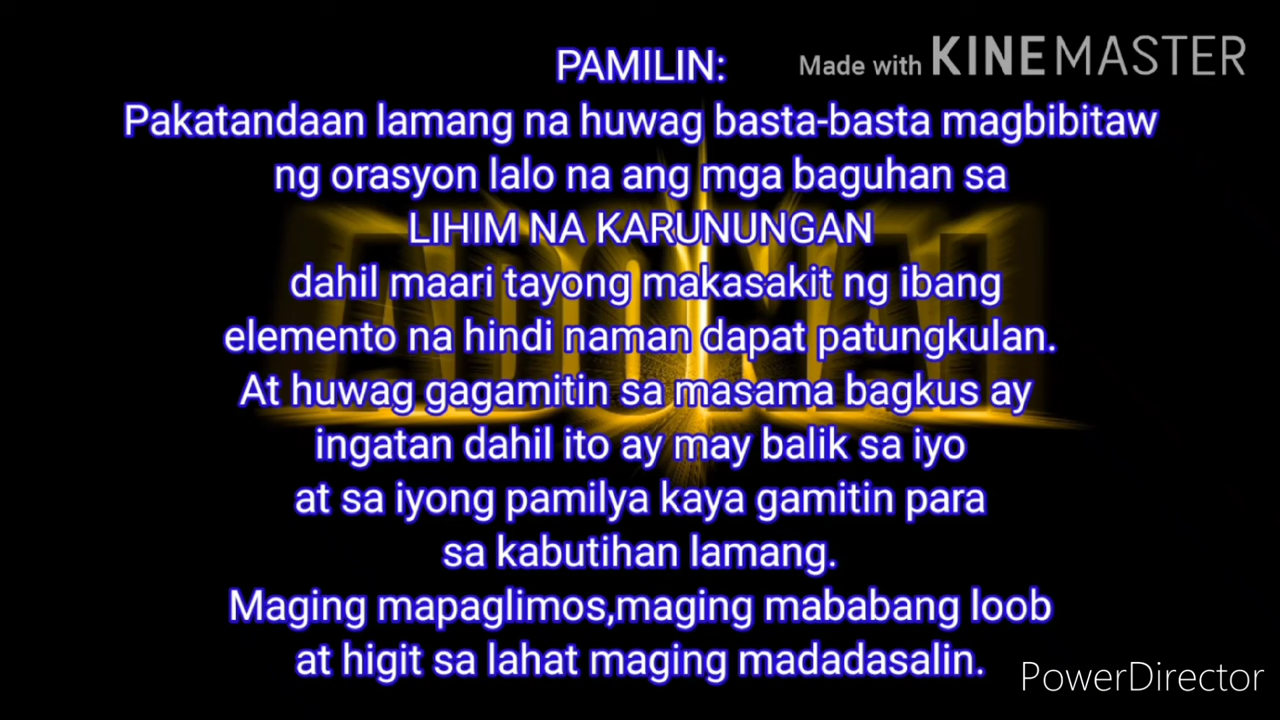 PAMILIN:
Made with KINEMASTER
Pakatandaan lamang na huwag basta-basta magbibitaw
ng orasyon lalo na ang mga baguhan sa
LIHIM NA KARUNUNGAN
dahil maari tayong makasakit ng ibang
elemento na hindi naman dapat patungkulan.
At huwag gagamitin sa masama bagkus ay
ingatan dahil ito ay may balik sa iyo
at sa iyong pamilya kaya gamitin para
sa kabutihan lamang.
Maging mapaglimos,maging mababang loob
at higit sa lahat maging madadasalin.
PowerDirector
ADONAI